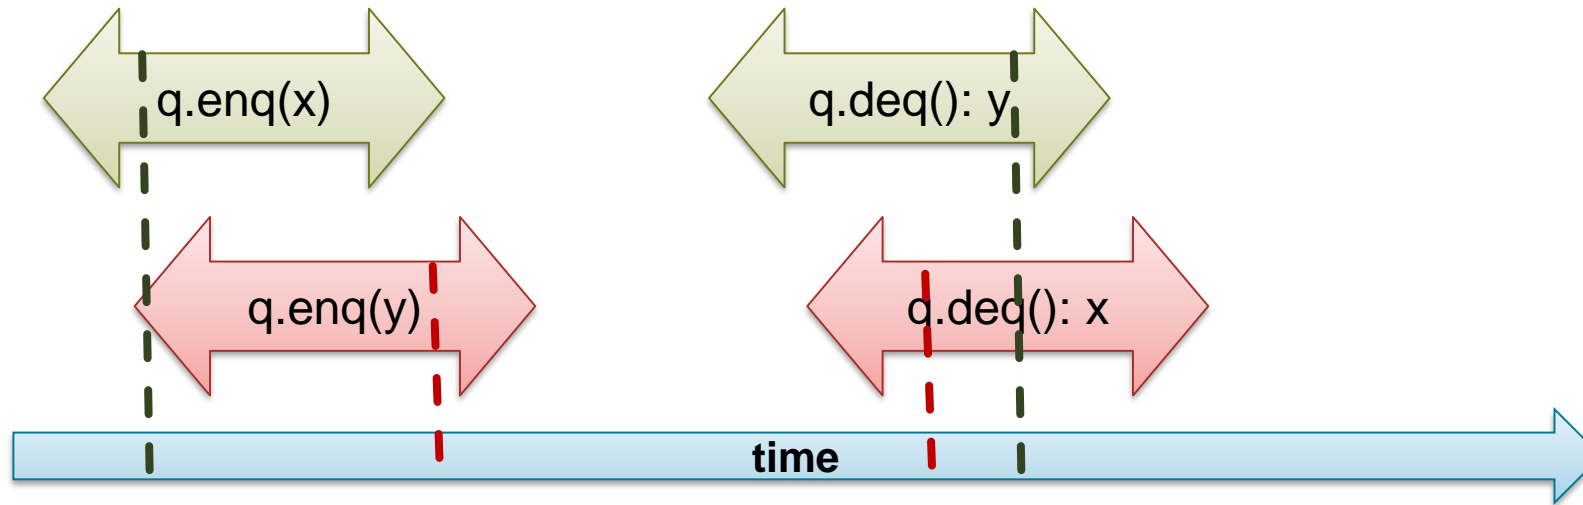 q.enq(x)
q.deq(): y
q.enq(y)
q.deq(): x
time